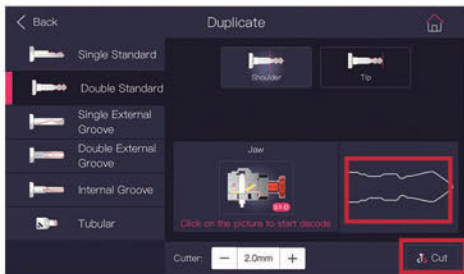 Back
Duplicate
Single Standard
Double Standard
Single External
Groove
Double External
Groove
Internal Groove
Tubular
Shoulder
Tip
Jaw
S1-D
Click on the picture to start decode
Cutter: − 2.0mm +
Cut